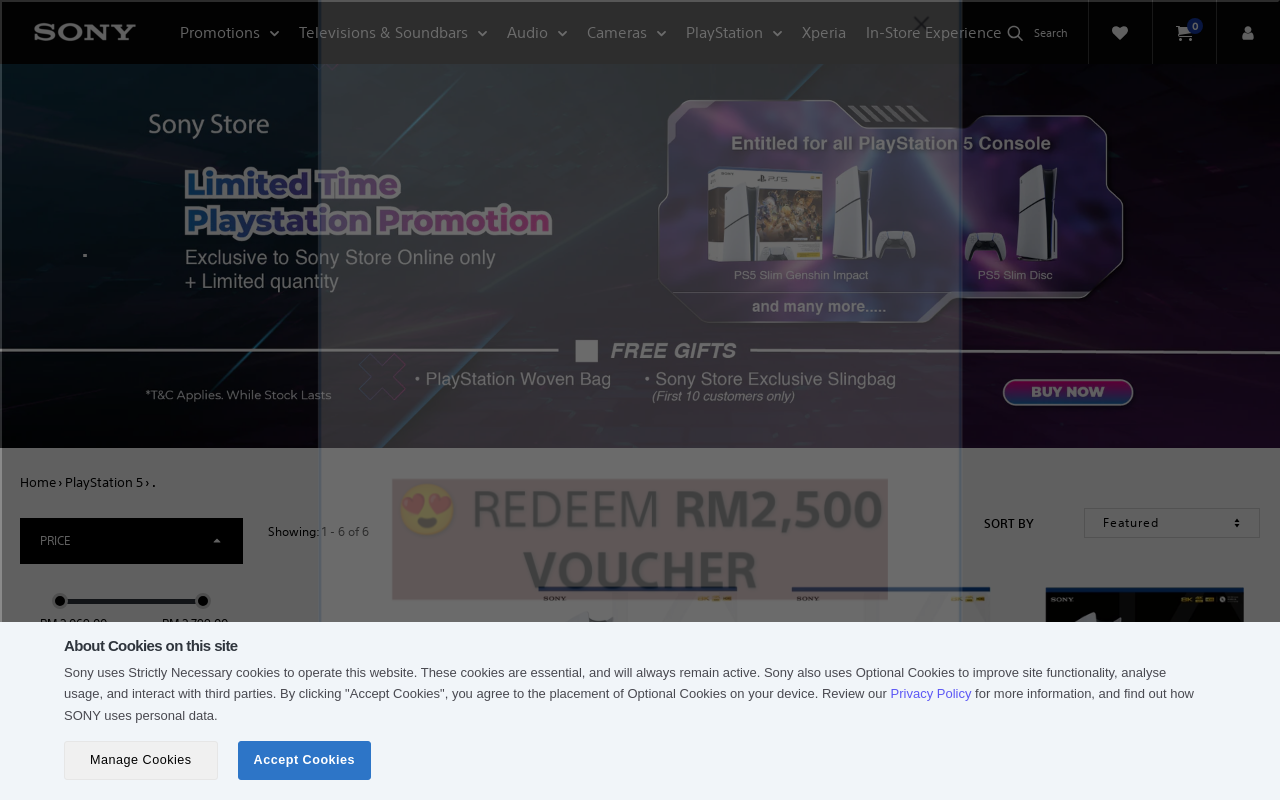 SONY
Promotions
Televisions & Soundbars
Audio
Cameras
PlayStation
Xperia
In-Store Experience
Search
0
Sony Store
Limited Time
Playstation Promotion
Exclusive to Sony Store Online only
+ Limited quantity
Entitled for all PlayStation 5 Console
PS5 Slim Genshin Impact
PS5 Slim Disc
and many more.....
FREE GIFTS
• PlayStation Woven Bag
• Sony Store Exclusive Slingbag
(First 10 customers only)
*T&C Applies. While Stock Lasts
BUY NOW
Home › PlayStation 5 › .
PRICE
Showing: 1 - 6 of 6
SORT BY
Featured
😍 REDEEM RM2,500
VOUCHER
SONY
SONY
SONY
About Cookies on this site
Sony uses Strictly Necessary cookies to operate this website. These cookies are essential, and will always remain active. Sony also uses Optional Cookies to improve site functionality, analyse
usage, and interact with third parties. By clicking "Accept Cookies", you agree to the placement of Optional Cookies on your device. Review our Privacy Policy for more information, and find out how
SONY uses personal data.
Manage Cookies
Accept Cookies